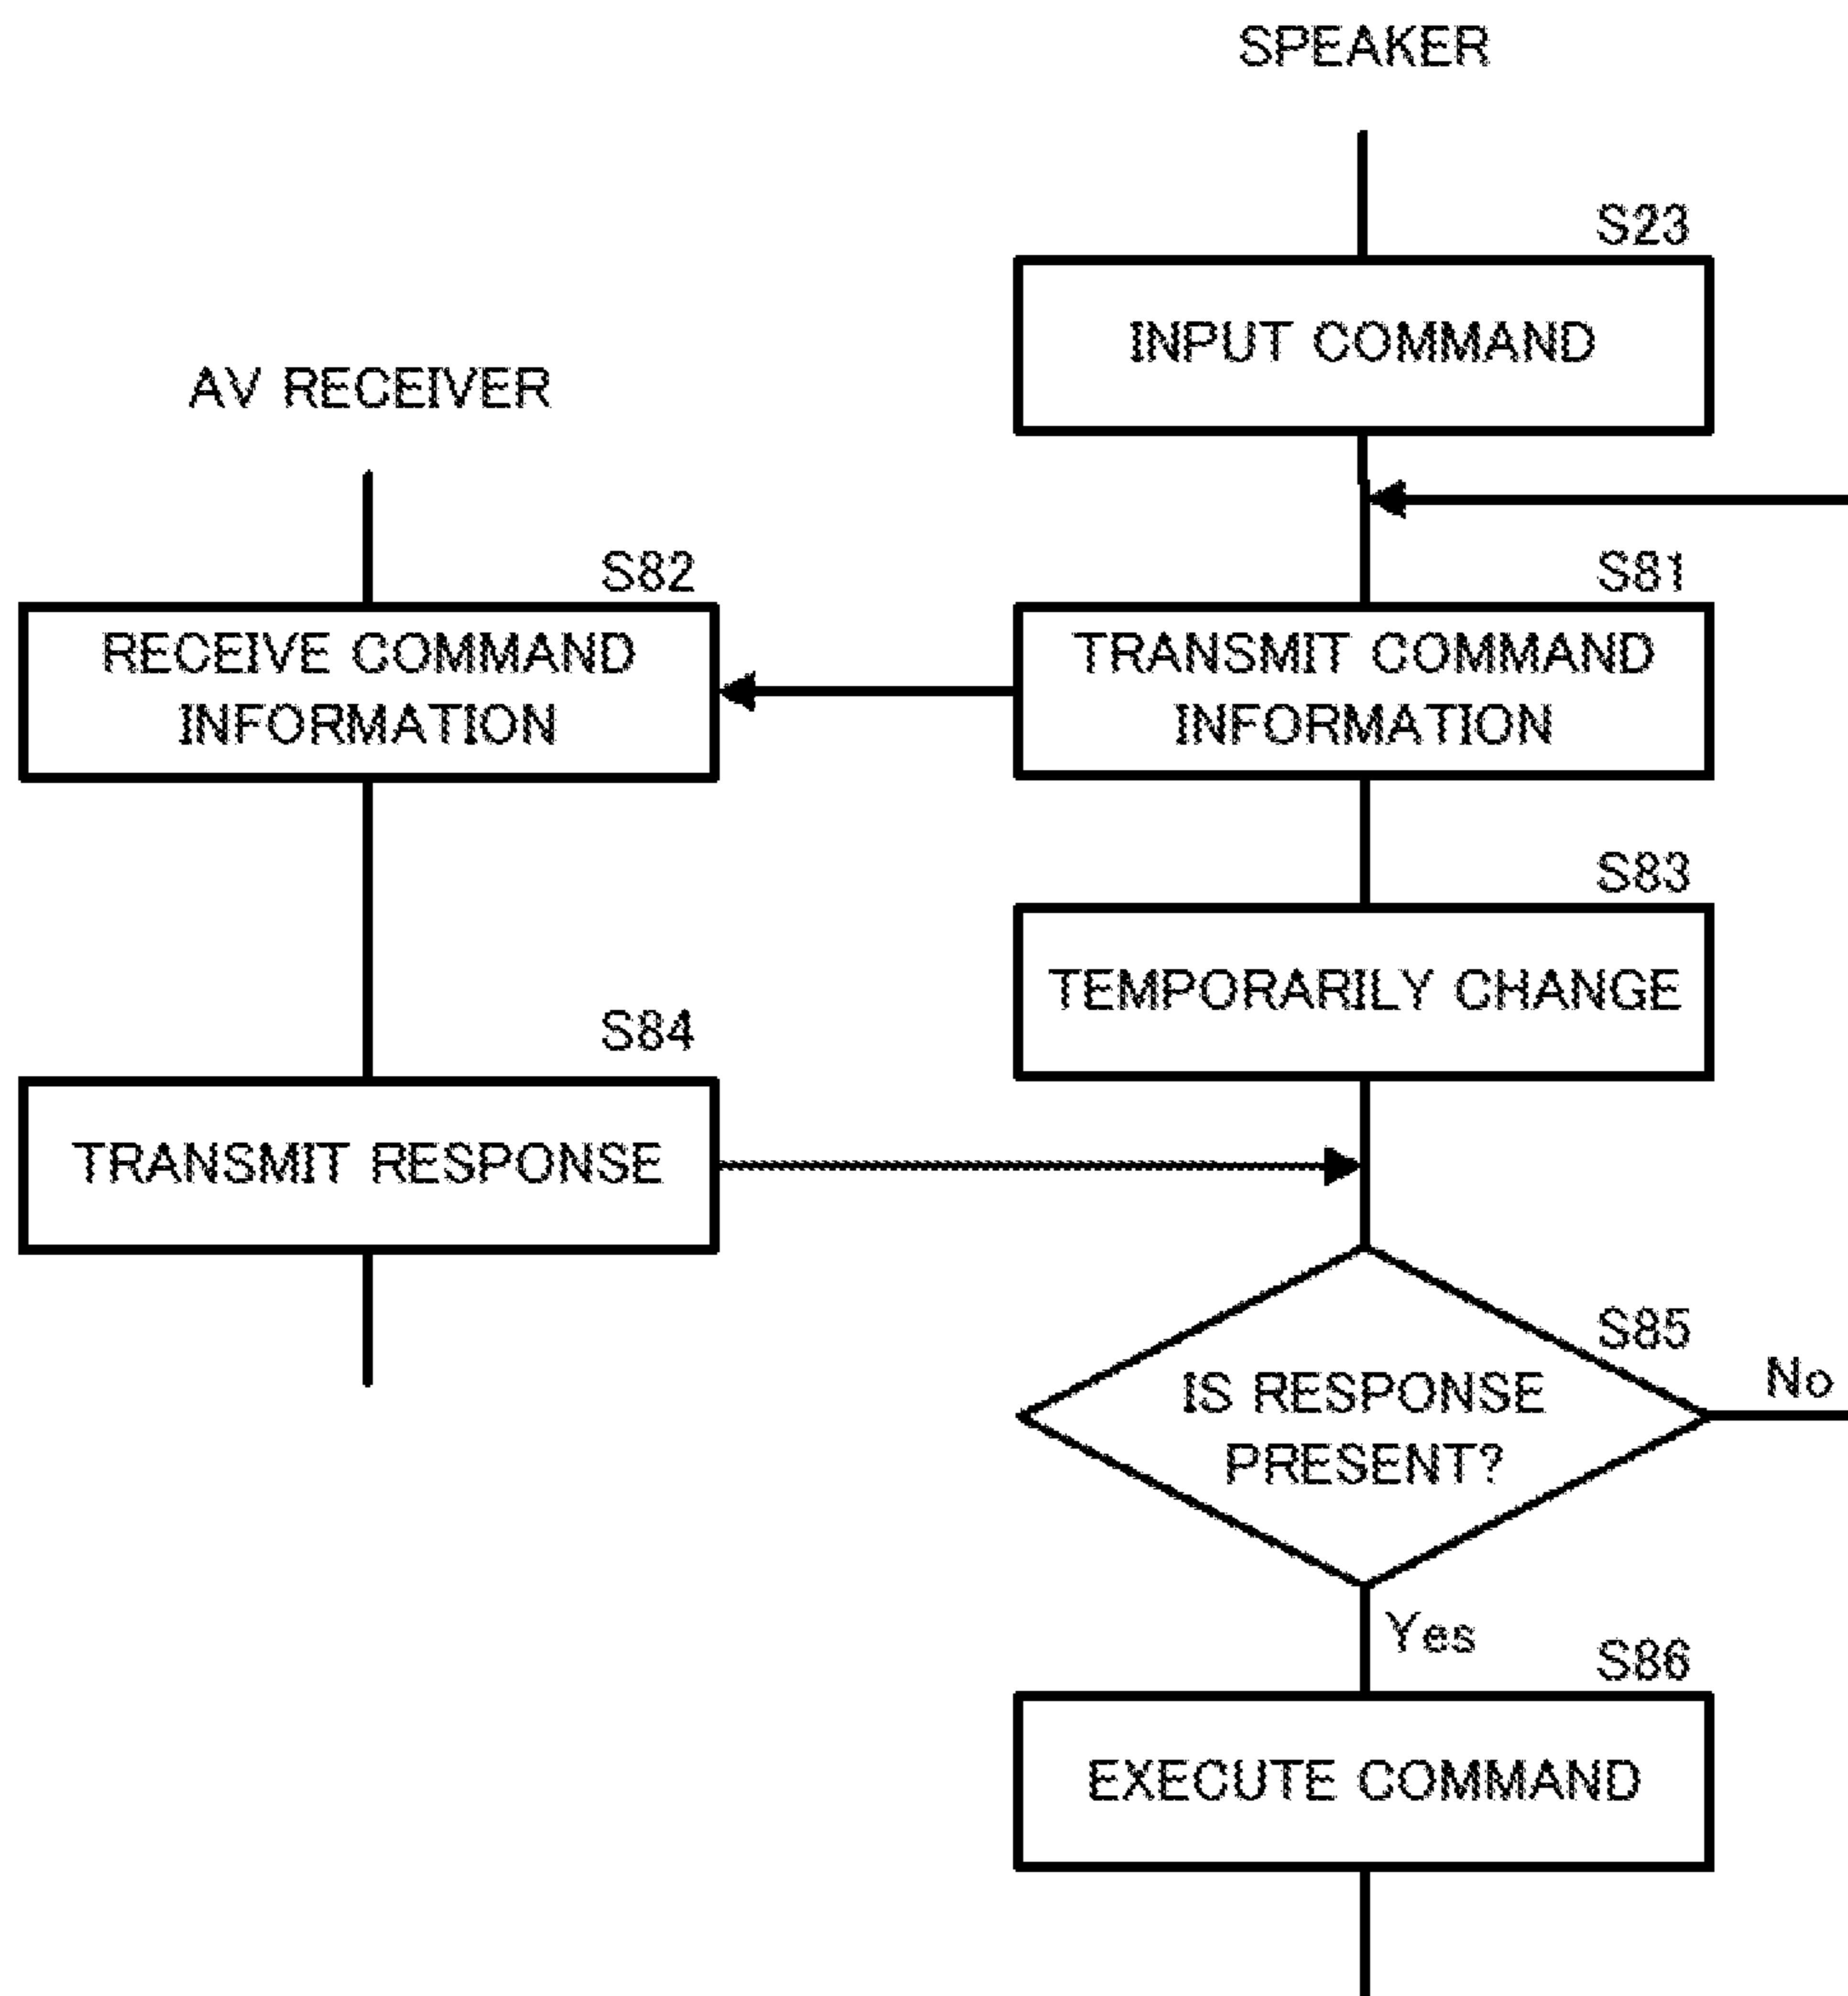 SPEAKER
S23
INPUT COMMAND
AV RECEIVER
S82
RECEIVE COMMAND
INFORMATION
S81
TRANSMIT COMMAND
INFORMATION
S83
TEMPORARILY CHANGE
S84
TRANSMIT RESPONSE
S85
IS RESPONSE
PRESENT?
No
Yes
S86
EXECUTE COMMAND